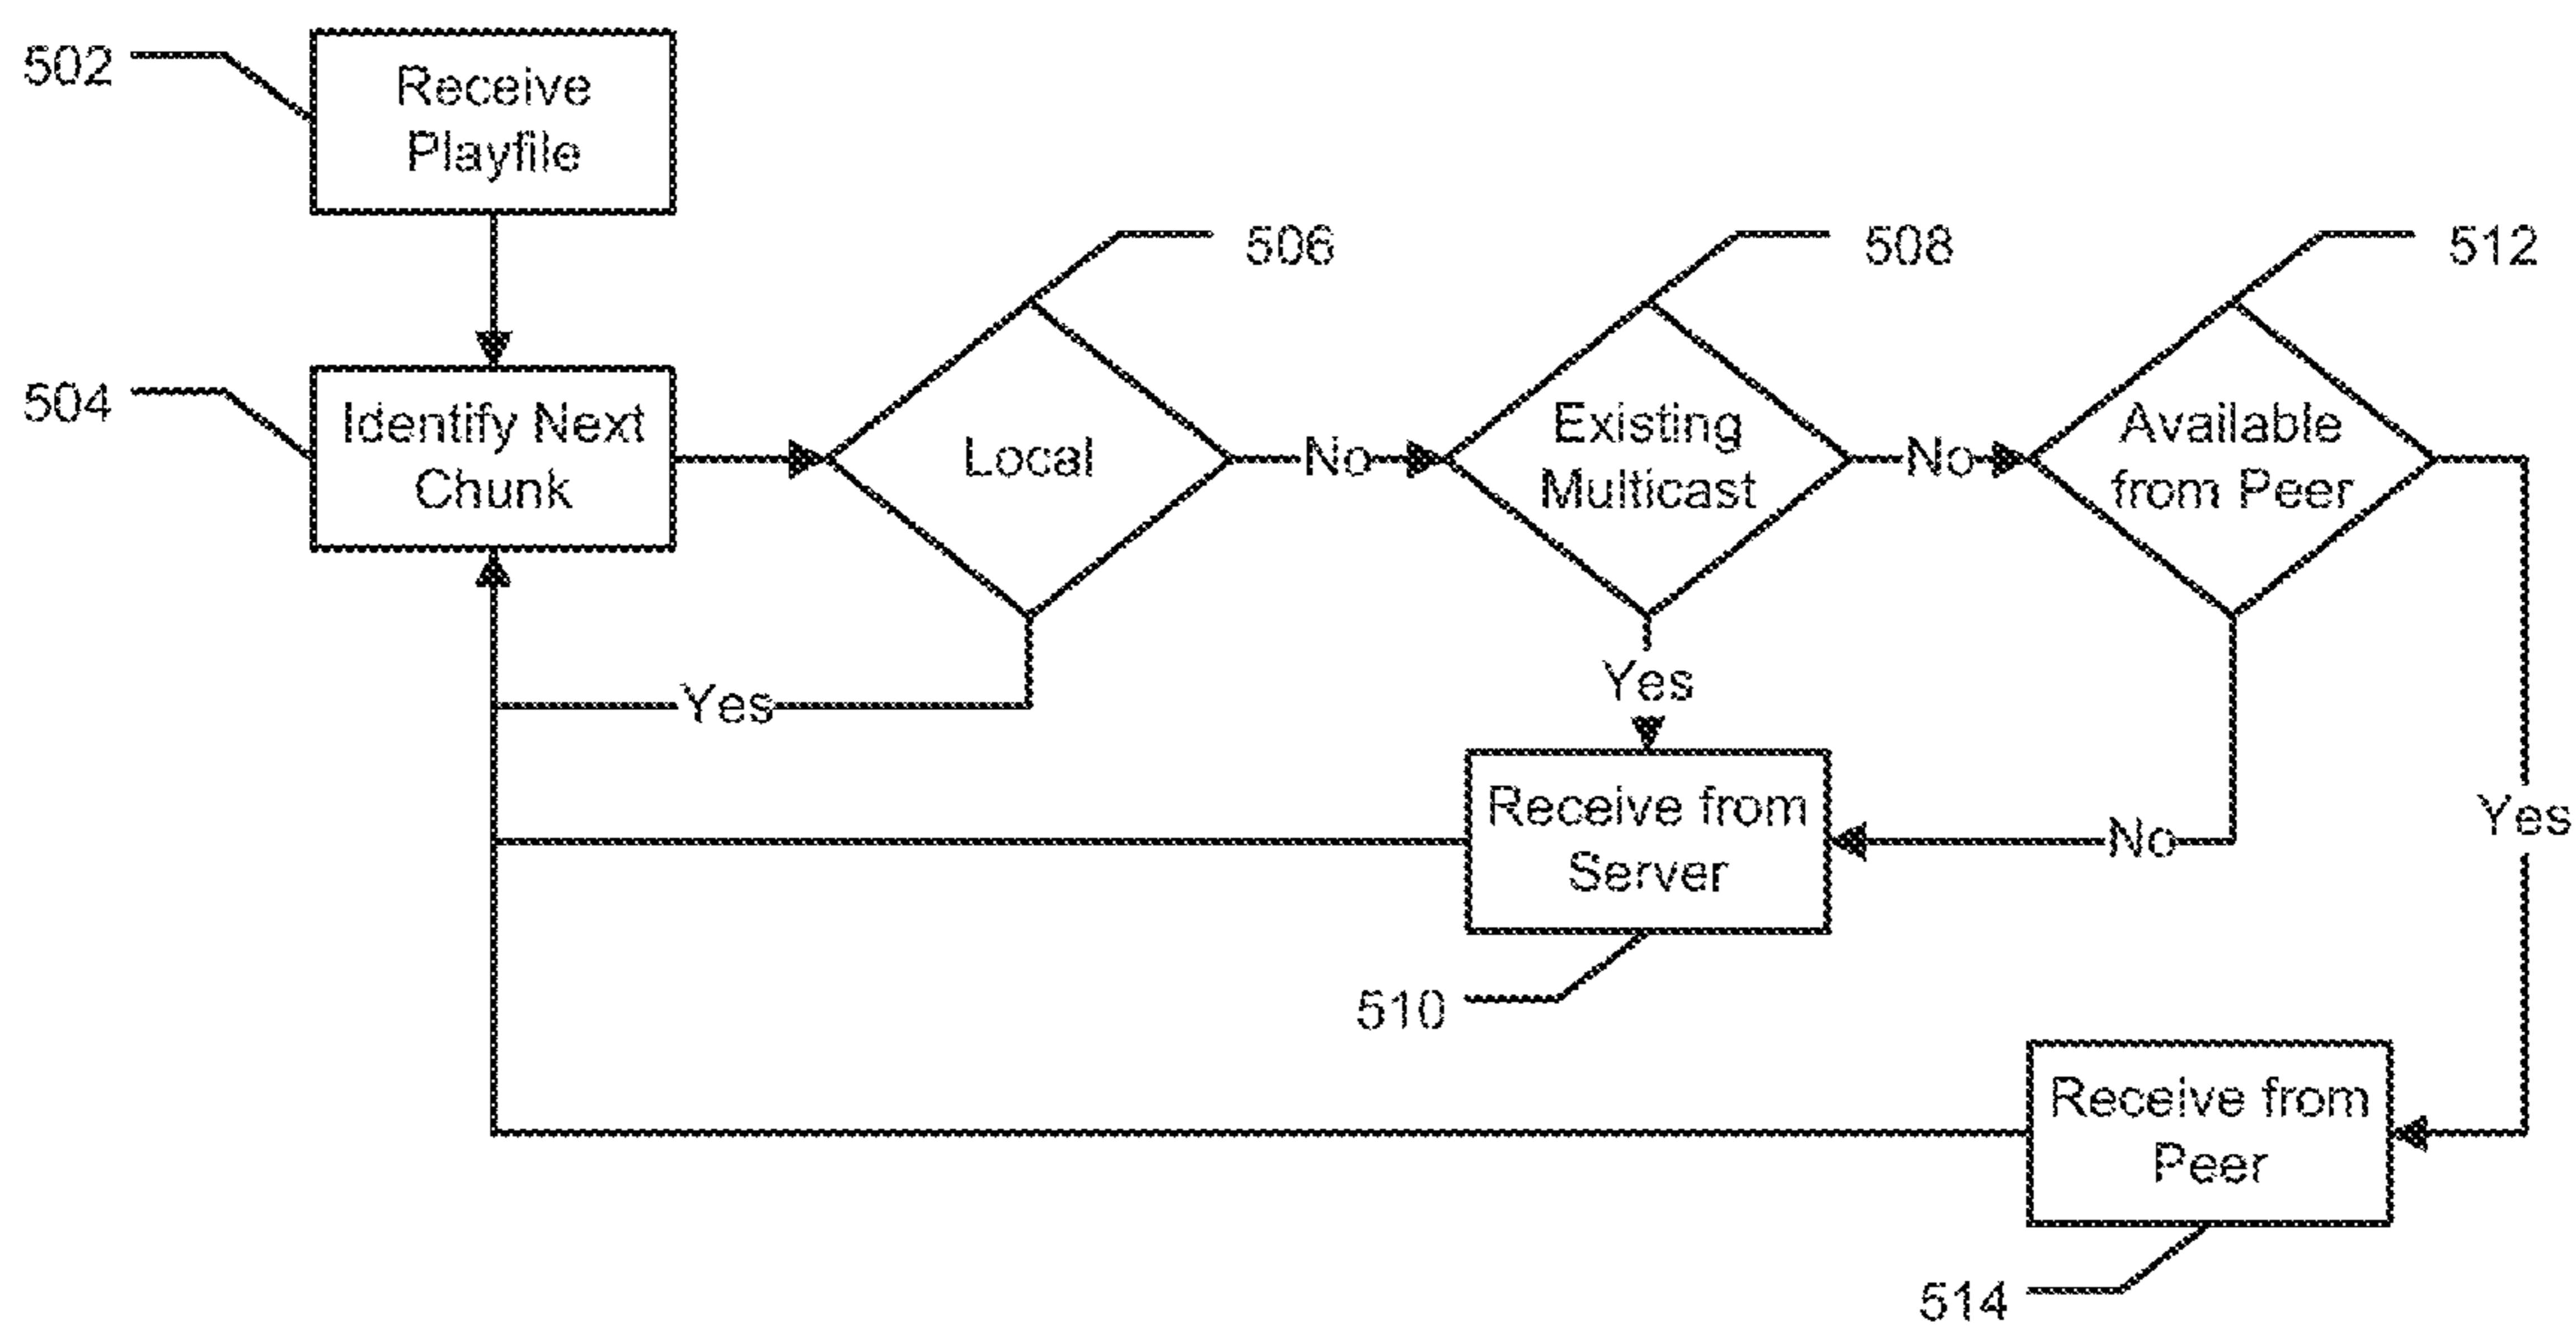 502
Receive
Playfile
506
508
512
504
Identify Next
Chunk
Local
No
Existing
Multicast
No
Available
from Peer
Yes
Yes
Yes
Receive from
Server
No
510
Receive from
Peer
514